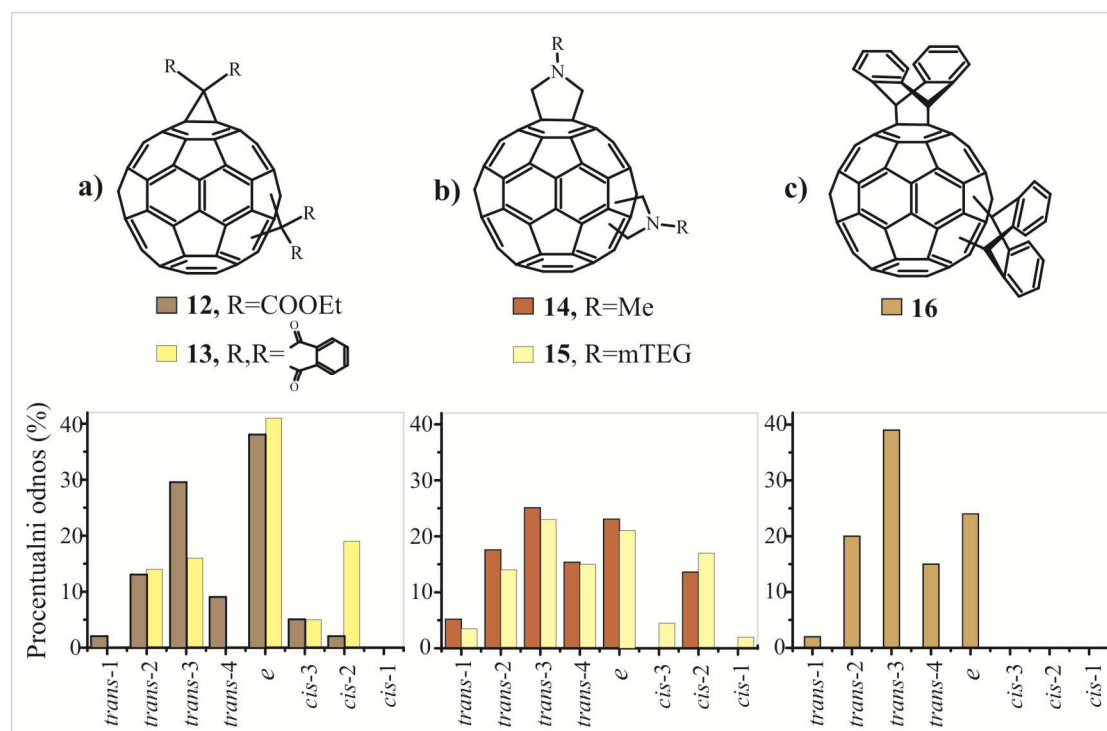 R
R
R
N
O
O
a)
b)
c)
R
R
N
R
12, R=COOEt
13, R,R=
14, R=Me
15, R=mTEG
16
Procentualni odnos (%)
40
30
20
10
0
trans-1
trans-2
trans-3
trans-4
e
cis-3
cis-2
cis-1
40
30
20
10
0
trans-1
trans-2
trans-3
trans-4
e
cis-3
cis-2
cis-1
40
30
20
10
0
trans-1
trans-2
trans-3
trans-4
e
cis-3
cis-2
cis-1